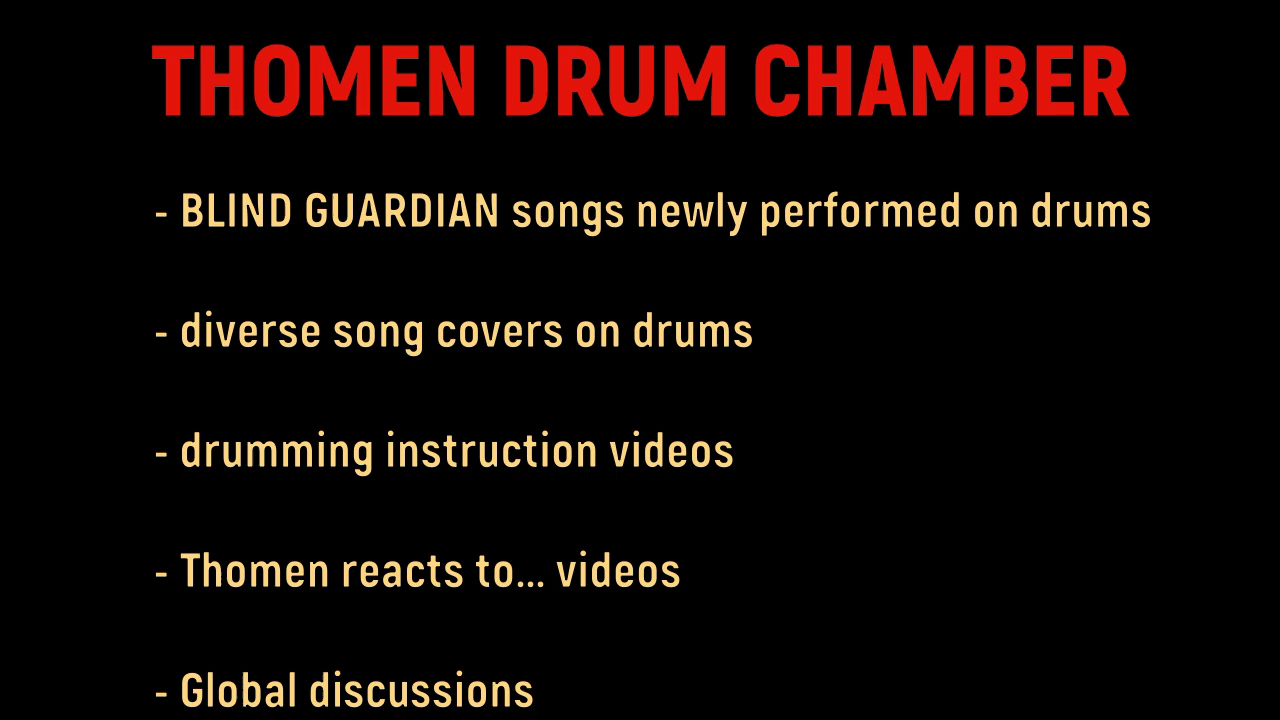 THOMEN DRUM CHAMBER
- BLIND GUARDIAN songs newly performed on drums
- diverse song covers on drums
- drumming instruction videos
- Thomen reacts to... videos
- Global discussions